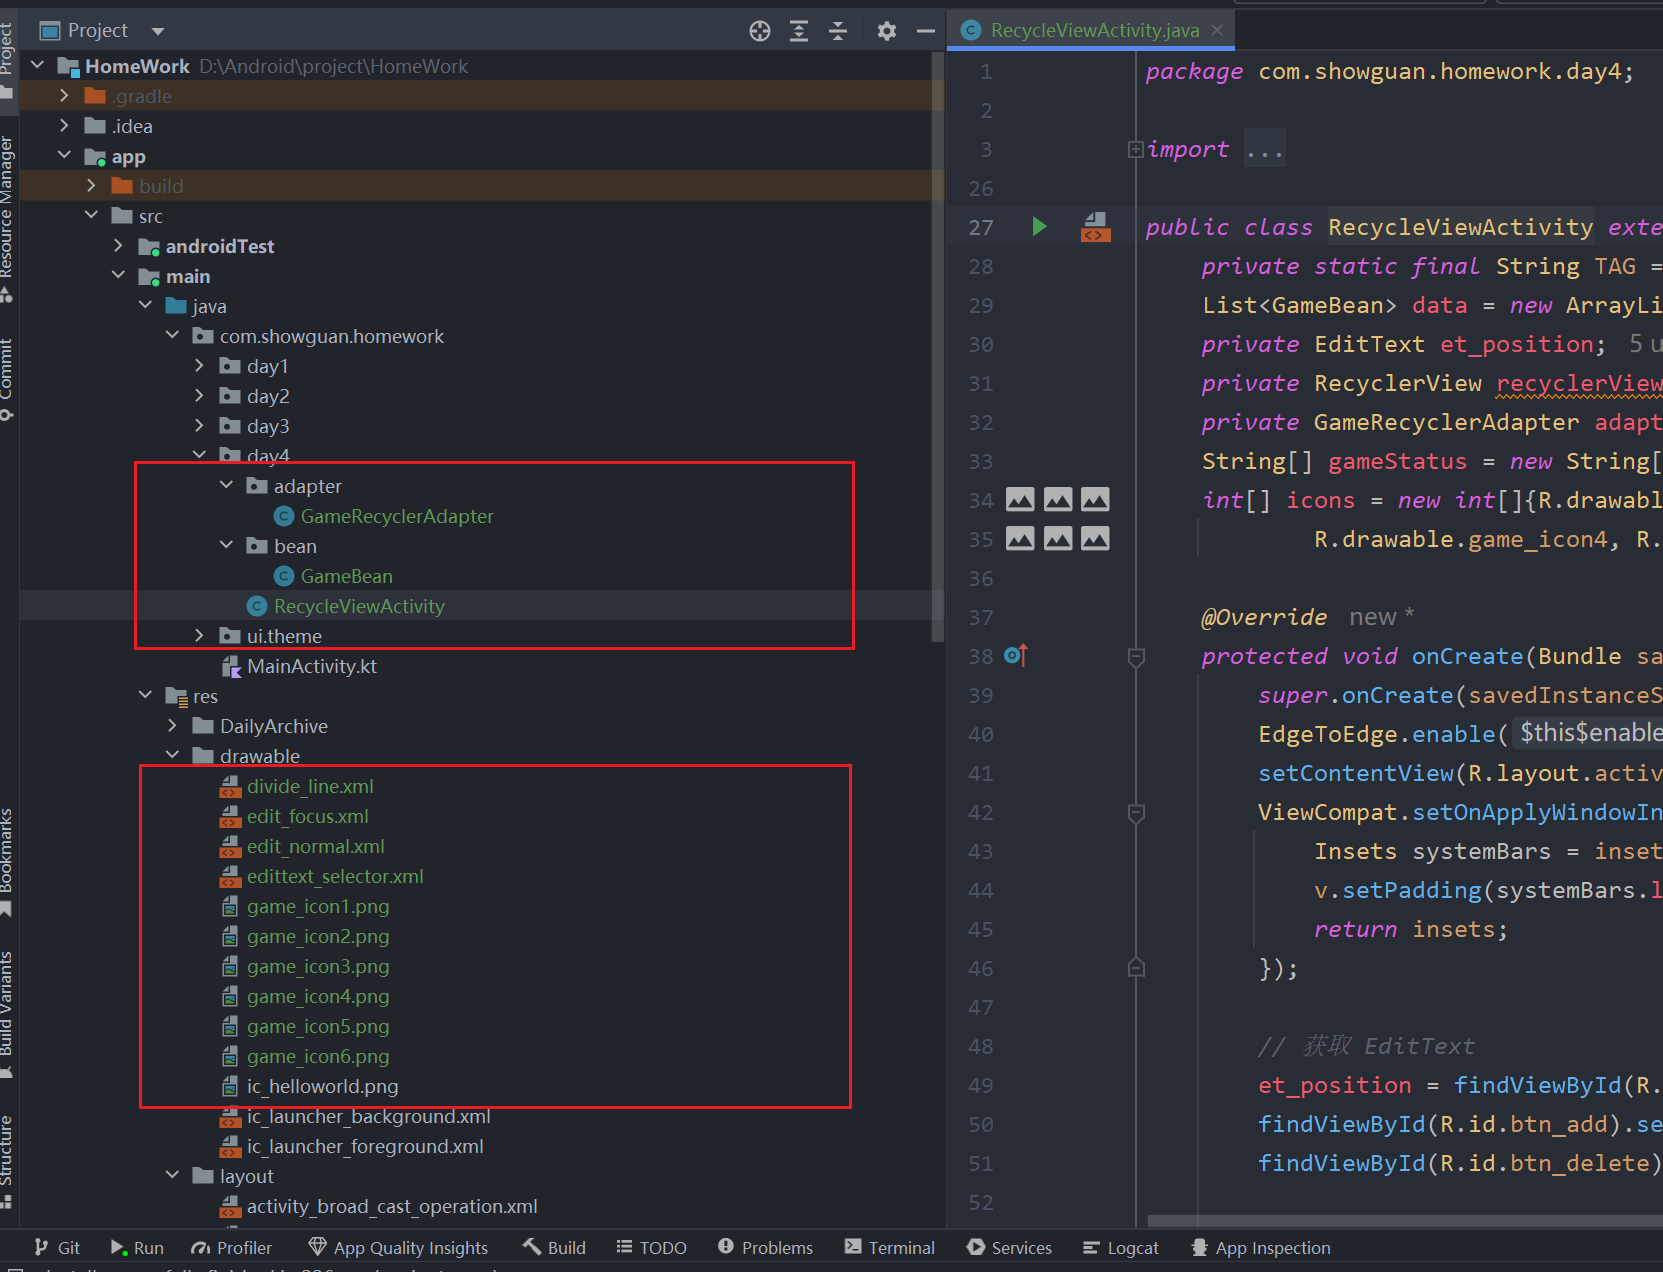 Project
RecycleViewActivity.java
Project
Resource Manager
Commit
Bookmarks
Build Variants
Structure
HomeWork D:\Android\project\HomeWork
.gradle
.idea
app
build
src
androidTest
main
java
com.showguan.homework
day1
day2
day3
day4
adapter
GameRecyclerAdapter
bean
GameBean
RecycleViewActivity
ui.theme
MainActivity.kt
res
DailyArchive
drawable
divide_line.xml
edit_focus.xml
edit_normal.xml
edittext_selector.xml
game_icon1.png
game_icon2.png
game_icon3.png
game_icon4.png
game_icon5.png
game_icon6.png
ic_helloworld.png
ic_launcher_background.xml
ic_launcher_foreground.xml
layout
activity_broad_cast_operation.xml
1 package com.showguan.homework.day4;
2
3 import ...
26
27 public class RecycleViewActivity exte
28 private static final String TAG =
29 List<GameBean> data = new ArrayLi
30 private EditText et_position; 5 u
31 private RecyclerView recyclerView
32 private GameRecyclerAdapter adapt
33 String[] gameStatus = new String[
34 int[] icons = new int[]{R.drawabl
35 R.drawable.game_icon4, R.
36
37 @Override new *
38 protected void onCreate(Bundle sa
39 super.onCreate(savedInstanceS
40 EdgeToEdge.enable( $this$enable
41 setContentView(R.layout.activ
42 ViewCompat.setOnApplyWindowIn
43 Insets systemBars = inset
44 v.setPadding(systemBars.l
45 return insets;
46 });
47
48 // 获取 EditText
49 et_position = findViewById(R.
50 findViewById(R.id.btn_add).se
51 findViewById(R.id.btn_delete)
52
Git Run Profiler App Quality Insights Build TODO Problems Terminal Services Logcat App Inspection